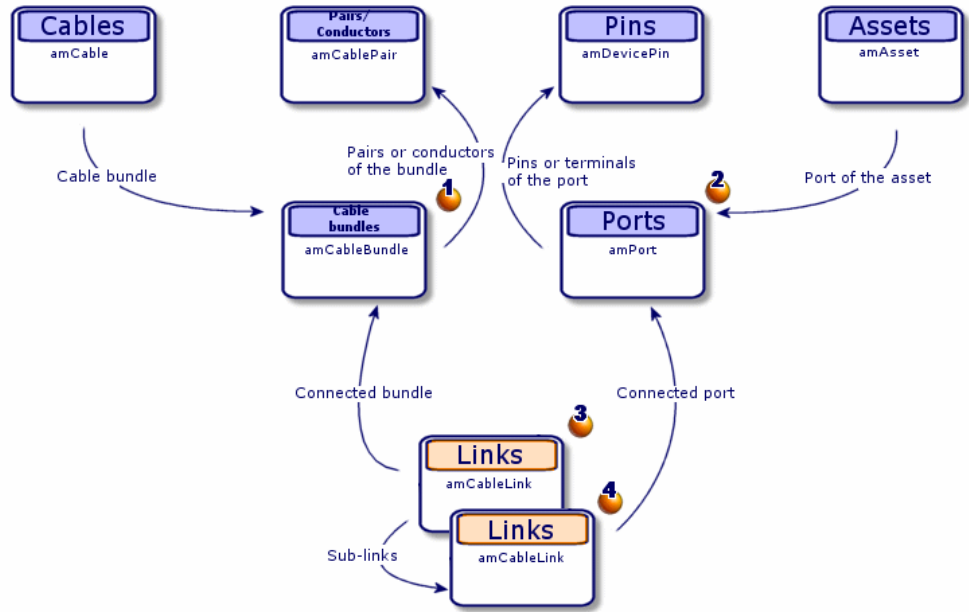 Cables
amCable
Pairs/
Conductors
amCablePair
Pins
amDevicePin
Assets
amAsset
Cable bundle
Pairs or conductors
of the bundle
Pins or terminals
of the port
Port of the asset
1
2
Cable
bundles
amCableBundle
Ports
amPort
Connected bundle
Connected port
3
Links
amCableLink
4
Links
amCableLink
Sub-links